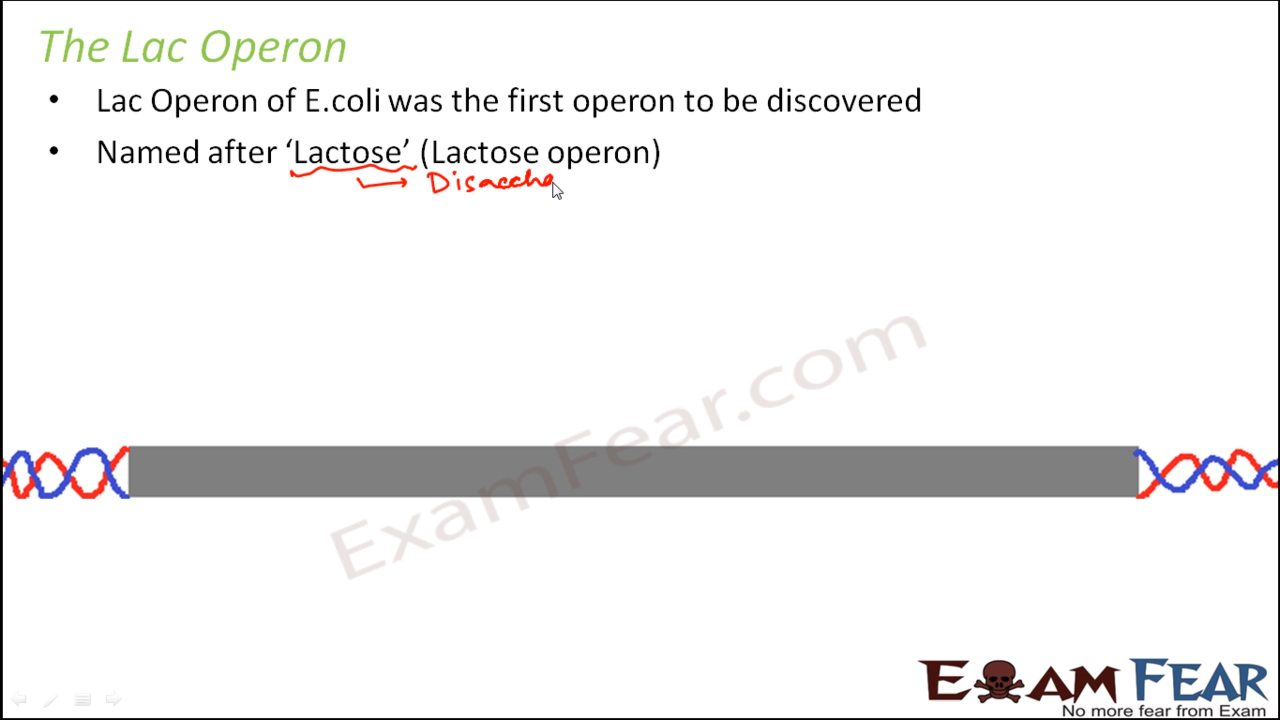 The Lac Operon
• Lac Operon of E.coli was the first operon to be discovered
• Named after ‘Lactose’ (Lactose operon)
Disaccha
ExamFear.com
EXAM FEAR
No more fear from Exam